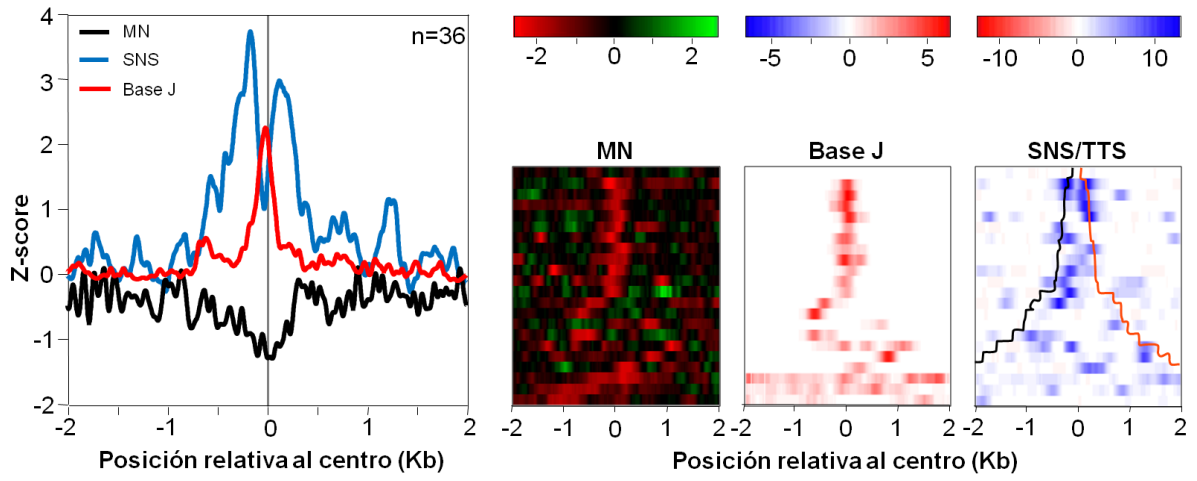 MN
SNS
Base J
n=36
Z-score
4
3
2
1
0
-1
-2
-2 -1 0 1 2
Posición relativa al centro (Kb)
-2 0 2
-5 0 5
-10 0 10
MN
Base J
SNS/TTS
-2 -1 0 1 2
-2 -1 0 1 2
-2 -1 0 1 2
Posición relativa al centro (Kb)